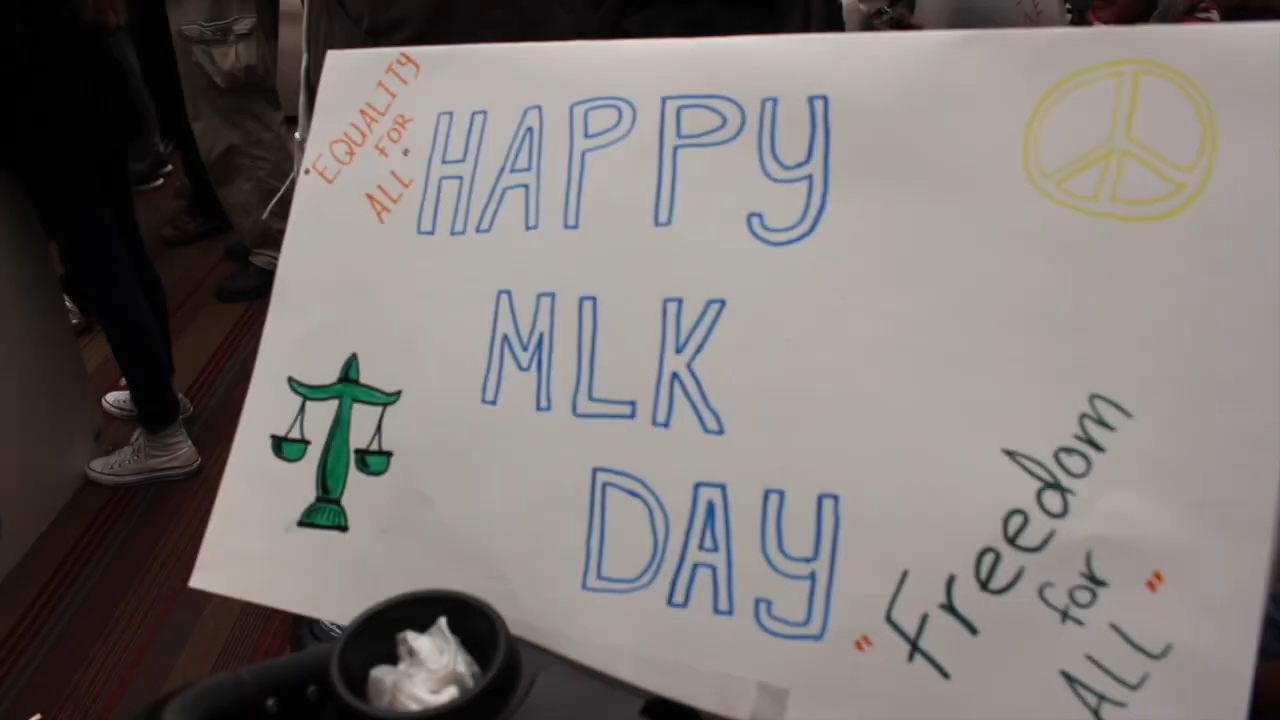 "EQUALITY
FOR
ALL"
HAPPY
MLK
DAY
"Freedom
for
ALL"